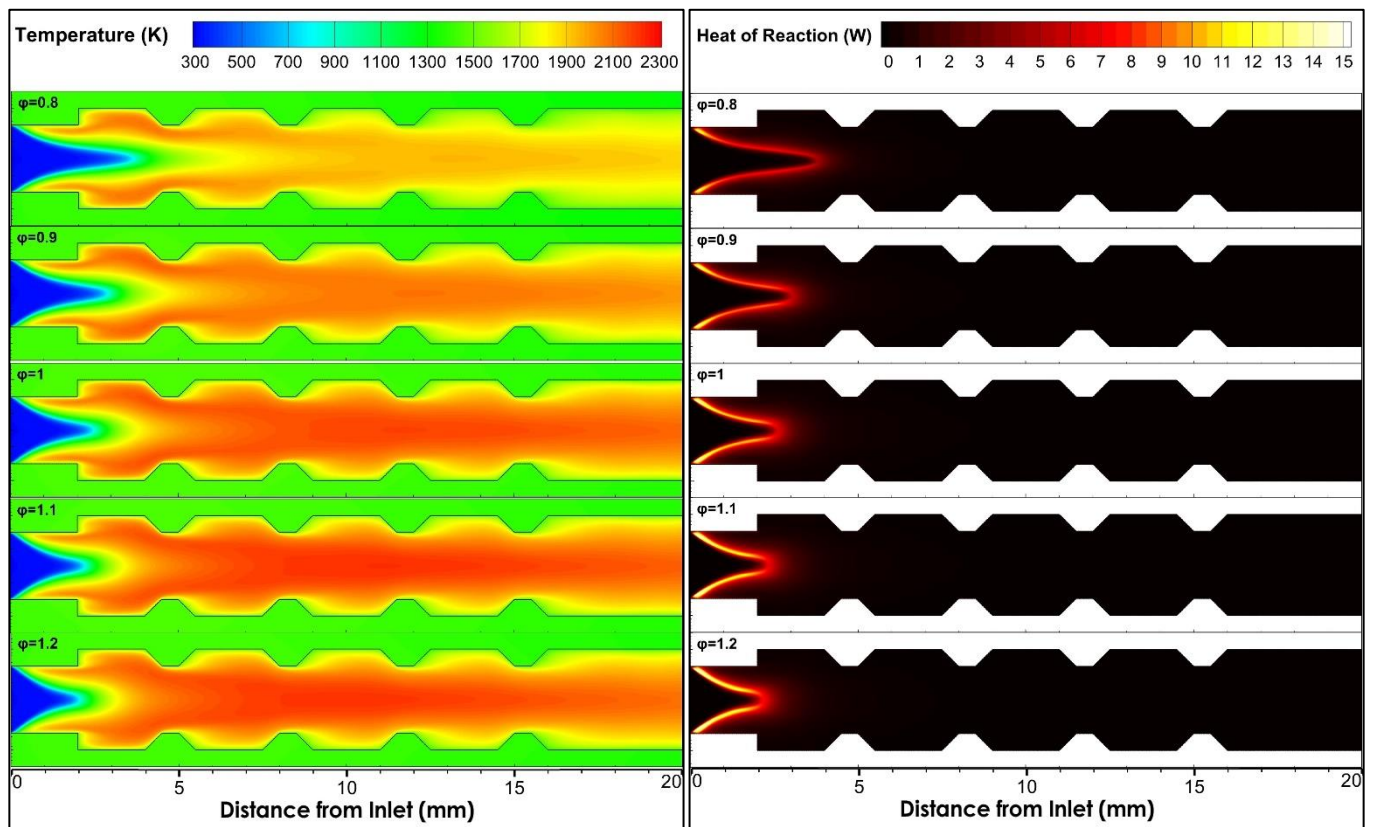 Temperature (K)
300 500 700 900 1100 1300 1500 1700 1900 2100 2300
φ=0.8
φ=0.9
φ=1
φ=1.1
φ=1.2
0 5 10 15 20
Distance from Inlet (mm)
Heat of Reaction (W)
0 1 2 3 4 5 6 7 8 9 10 11 12 13 14 15
φ=0.8
φ=0.9
φ=1
φ=1.1
φ=1.2
0 5 10 15 20
Distance from Inlet (mm)